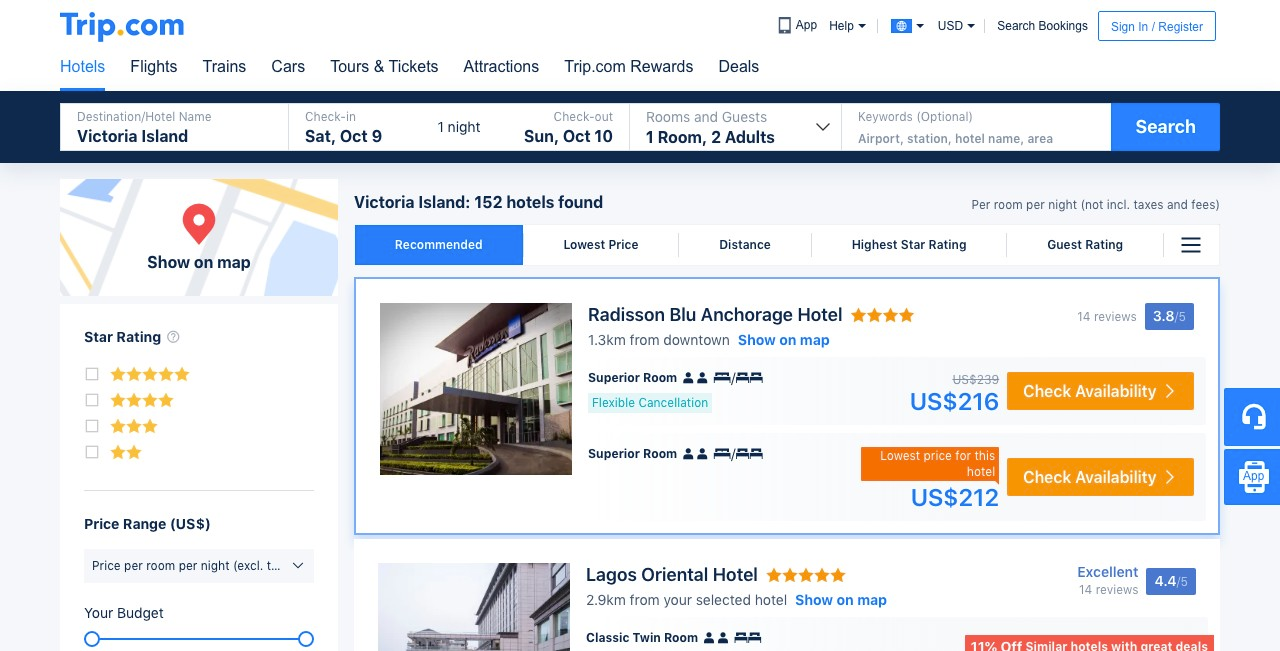 Trip.com
App
Help
USD
Search Bookings
Sign In / Register
Hotels
Flights
Trains
Cars
Tours & Tickets
Attractions
Trip.com Rewards
Deals
Destination/Hotel Name
Victoria Island
Check-in
Sat, Oct 9
1 night
Check-out
Sun, Oct 10
Rooms and Guests
1 Room, 2 Adults
Keywords (Optional)
Airport, station, hotel name, area
Search
Show on map
Victoria Island: 152 hotels found
Per room per night (not incl. taxes and fees)
Recommended
Lowest Price
Distance
Highest Star Rating
Guest Rating
Star Rating
Price Range (US$)
Price per room per night (excl. t...
Your Budget
Radisson Blu Anchorage Hotel
14 reviews
3.8/5
1.3km from downtown
Show on map
Superior Room
Flexible Cancellation
US$239
US$216
Check Availability
Superior Room
Lowest price for this
hotel
US$212
Check Availability
Radisson
Lagos Oriental Hotel
Excellent
14 reviews
4.4/5
2.9km from your selected hotel
Show on map
Classic Twin Room
11% Off Similar hotels with great deals
App